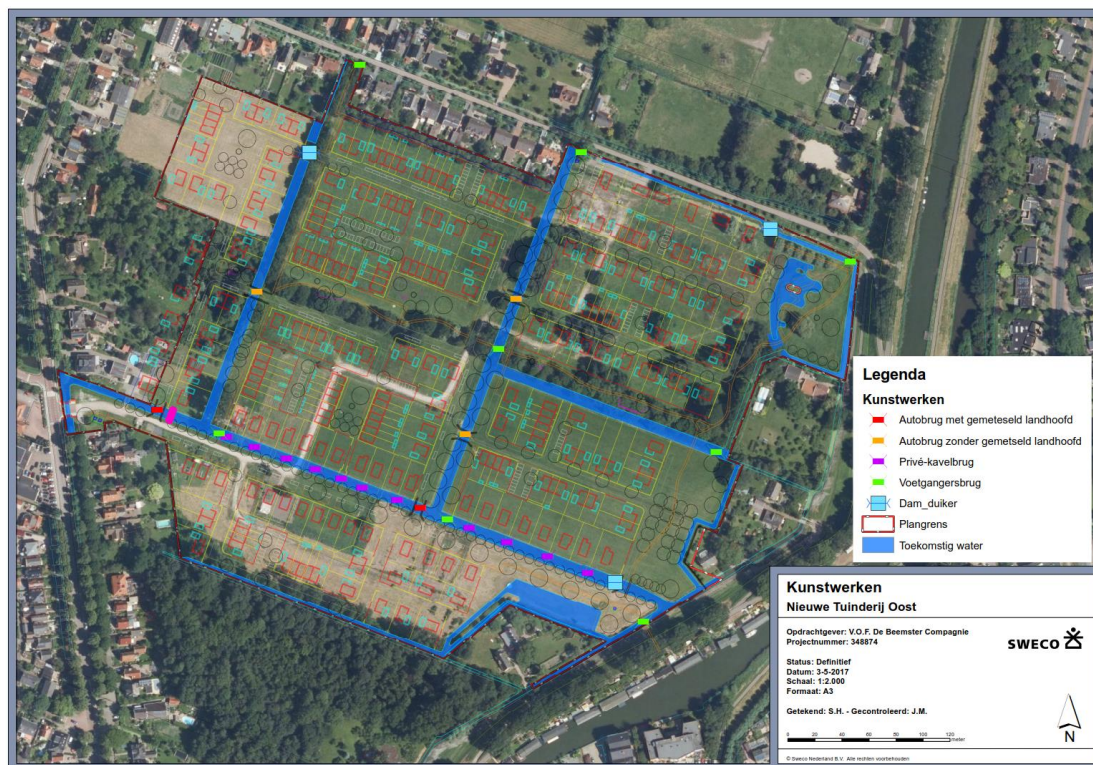 Legenda
Kunstwerken
Autobrug met gemeteseld landhoofd
Autobrug zonder gemetseld landhoofd
Privé-kavelbrug
Voetgangersbrug
Dam_duiker
Plangrens
Toekomstig water
Kunstwerken
Nieuwe Tuinderij Oost
Opdrachtgever: V.O.F. De Beemster Compagnie
Projectnummer: 348874
SWECO
Status: Definitief
Datum: 3-5-2017
Schaal: 1:2.000
Formaat: A3
Getekend: S.H. - Gecontroleerd: J.M.
0 20 40 60 80 100 120
meter
N
© Sweco Nederland B.V. Alle rechten voorbehouden